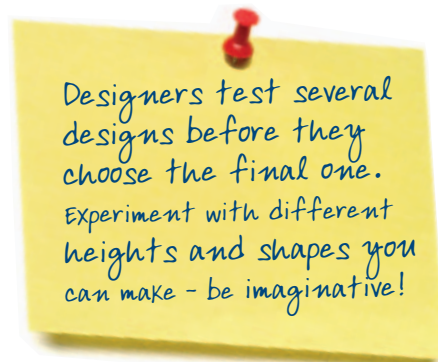 Designers test several
designs before they
choose the final one.
Experiment with different
heights and shapes you
can make - be imaginative!